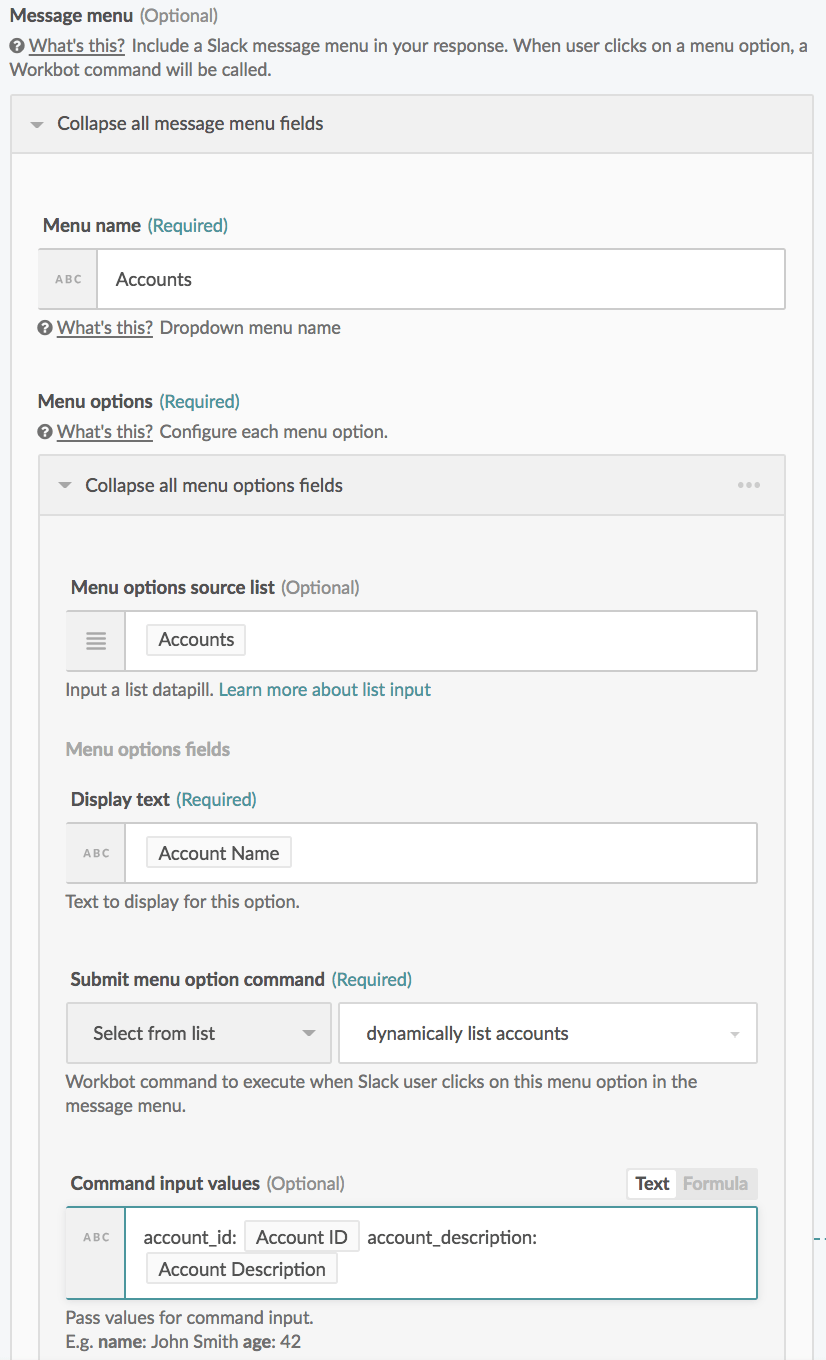 Message menu (Optional)
What's this? Include a Slack message menu in your response. When user clicks on a menu option, a
Workbot command will be called.
Collapse all message menu fields
Menu name (Required)
ABC Accounts
What's this? Dropdown menu name
Menu options (Required)
What's this? Configure each menu option.
Collapse all menu options fields
Menu options source list (Optional)
Accounts
Input a list datapill. Learn more about list input
Menu options fields
Display text (Required)
ABC Account Name
Text to display for this option.
Submit menu option command (Required)
Select from list dynamically list accounts
Workbot command to execute when Slack user clicks on this menu option in the
message menu.
Command input values (Optional) Text Formula
ABC account_id: Account ID account_description:
Account Description
Pass values for command input.
E.g. name: John Smith age: 42